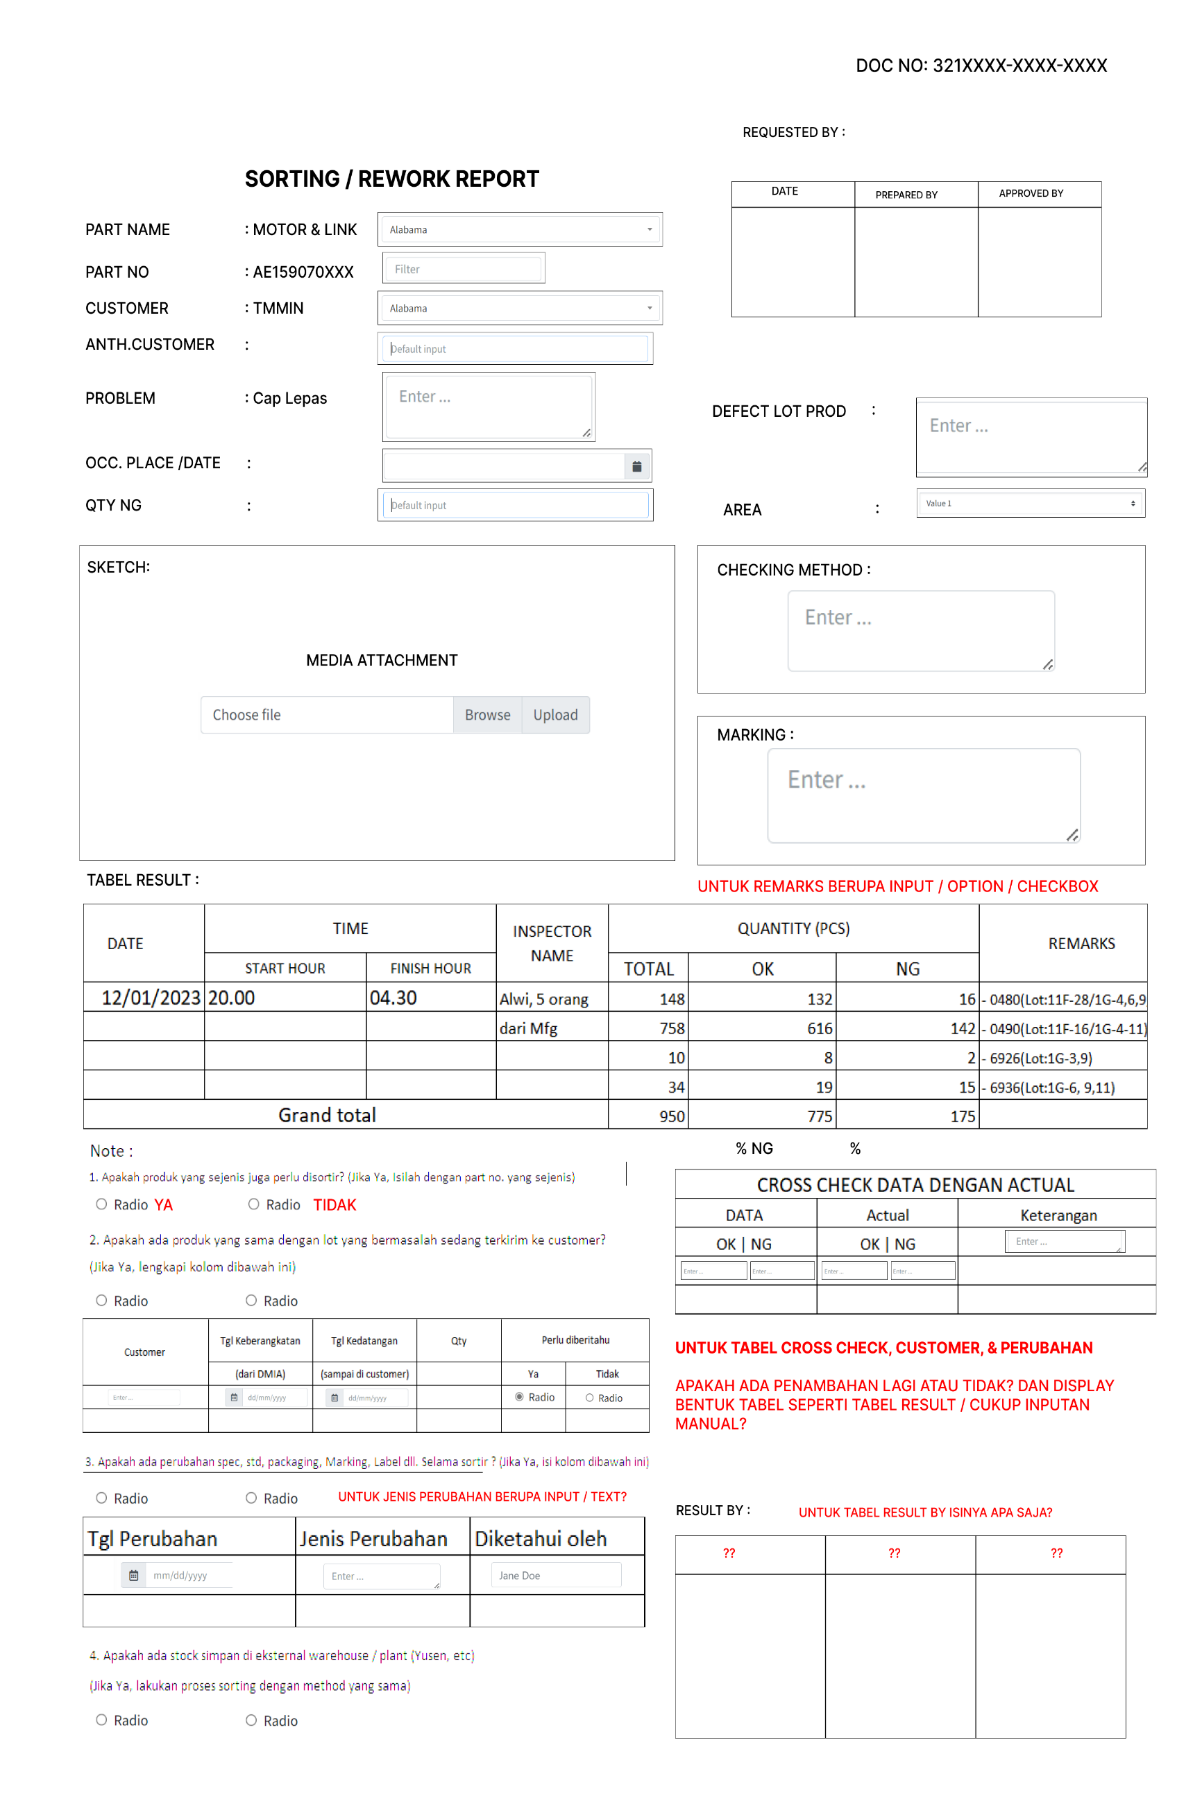 DOC NO: 321XXXX-XXXX-XXXX
REQUESTED BY :
SORTING / REWORK REPORT
DATE
PREPARED BY
APPROVED BY
PART NAME : MOTOR & LINK Alabama
PART NO : AE159070XXX Filter
CUSTOMER : TMMIN Alabama
ANTH.CUSTOMER : Default input
PROBLEM : Cap Lepas Enter ...
OCC. PLACE /DATE :
QTY NG : Default input
DEFECT LOT PROD : Enter ...
AREA : Value 1
SKETCH:
MEDIA ATTACHMENT
Choose file Browse Upload
CHECKING METHOD :
Enter ...
MARKING :
Enter ...
TABEL RESULT :
UNTUK REMARKS BERUPA INPUT / OPTION / CHECKBOX
DATE TIME INSPECTOR NAME QUANTITY (PCS) REMARKS
START HOUR FINISH HOUR TOTAL OK NG
12/01/2023 20.00 04.30 Alwi, 5 orang 148 132 16 - 0480(Lot:11F-28/1G-4,6,9
dari Mfg 758 616 142 - 0490(Lot:11F-16/1G-4-11)
10 8 2 - 6926(Lot:1G-3,9)
34 19 15 - 6936(Lot:1G-6, 9,11)
Grand total 950 775 175
% NG %
Note :
1. Apakah produk yang sejenis juga perlu disortir? (Jika Ya, Isilah dengan part no. yang sejenis)
Radio YA Radio TIDAK
2. Apakah ada produk yang sama dengan lot yang bermasalah sedang terkirim ke customer?
(Jika Ya, lengkapi kolom dibawah ini)
Radio Radio
Customer Tgl Keberangkatan Tgl Kedatangan Qty Perlu diberitahu
(dari DMIA) (sampai di customer) Ya Tidak
Enter ... dd/mm/yyyy dd/mm/yyyy Radio Radio
3. Apakah ada perubahan spec, std, packaging, Marking, Label dll. Selama sortir ? (Jika Ya, isi kolom dibawah ini)
Radio Radio UNTUK JENIS PERUBAHAN BERUPA INPUT / TEXT?
Tgl Perubahan Jenis Perubahan Diketahui oleh
mm/dd/yyyy Enter ... Jane Doe
4. Apakah ada stock simpan di eksternal warehouse / plant (Yusen, etc)
(Jika Ya, lakukan proses sorting dengan method yang sama)
Radio Radio
CROSS CHECK DATA DENGAN ACTUAL
DATA Actual Keterangan
OK | NG OK | NG Enter ...
Enter ... Enter ... Enter ... Enter ...
UNTUK TABEL CROSS CHECK, CUSTOMER, & PERUBAHAN
APAKAH ADA PENAMBAHAN LAGI ATAU TIDAK? DAN DISPLAY
BENTUK TABEL SEPERTI TABEL RESULT / CUKUP INPUTAN
MANUAL?
RESULT BY : UNTUK TABEL RESULT BY ISINYA APA SAJA?
?? ?? ??